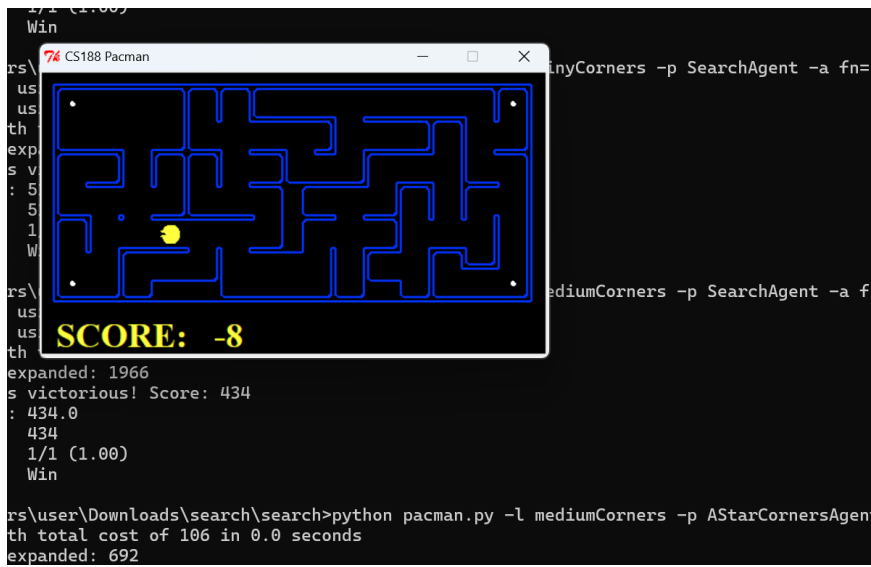 1/1 (1.00)
Win
CS188 Pacman
rs\
inyCorners -p SearchAgent -a fn=
us
us
th
exp
s v
: 5
5
1
W
SCORE: -8
rs\
ediumCorners -p SearchAgent -a f
us
us
th
expanded: 1966
s victorious! Score: 434
: 434.0
434
1/1 (1.00)
Win
rs\user\Downloads\search\search>python pacman.py -l mediumCorners -p AStarCornersAgen
th total cost of 106 in 0.0 seconds
expanded: 692